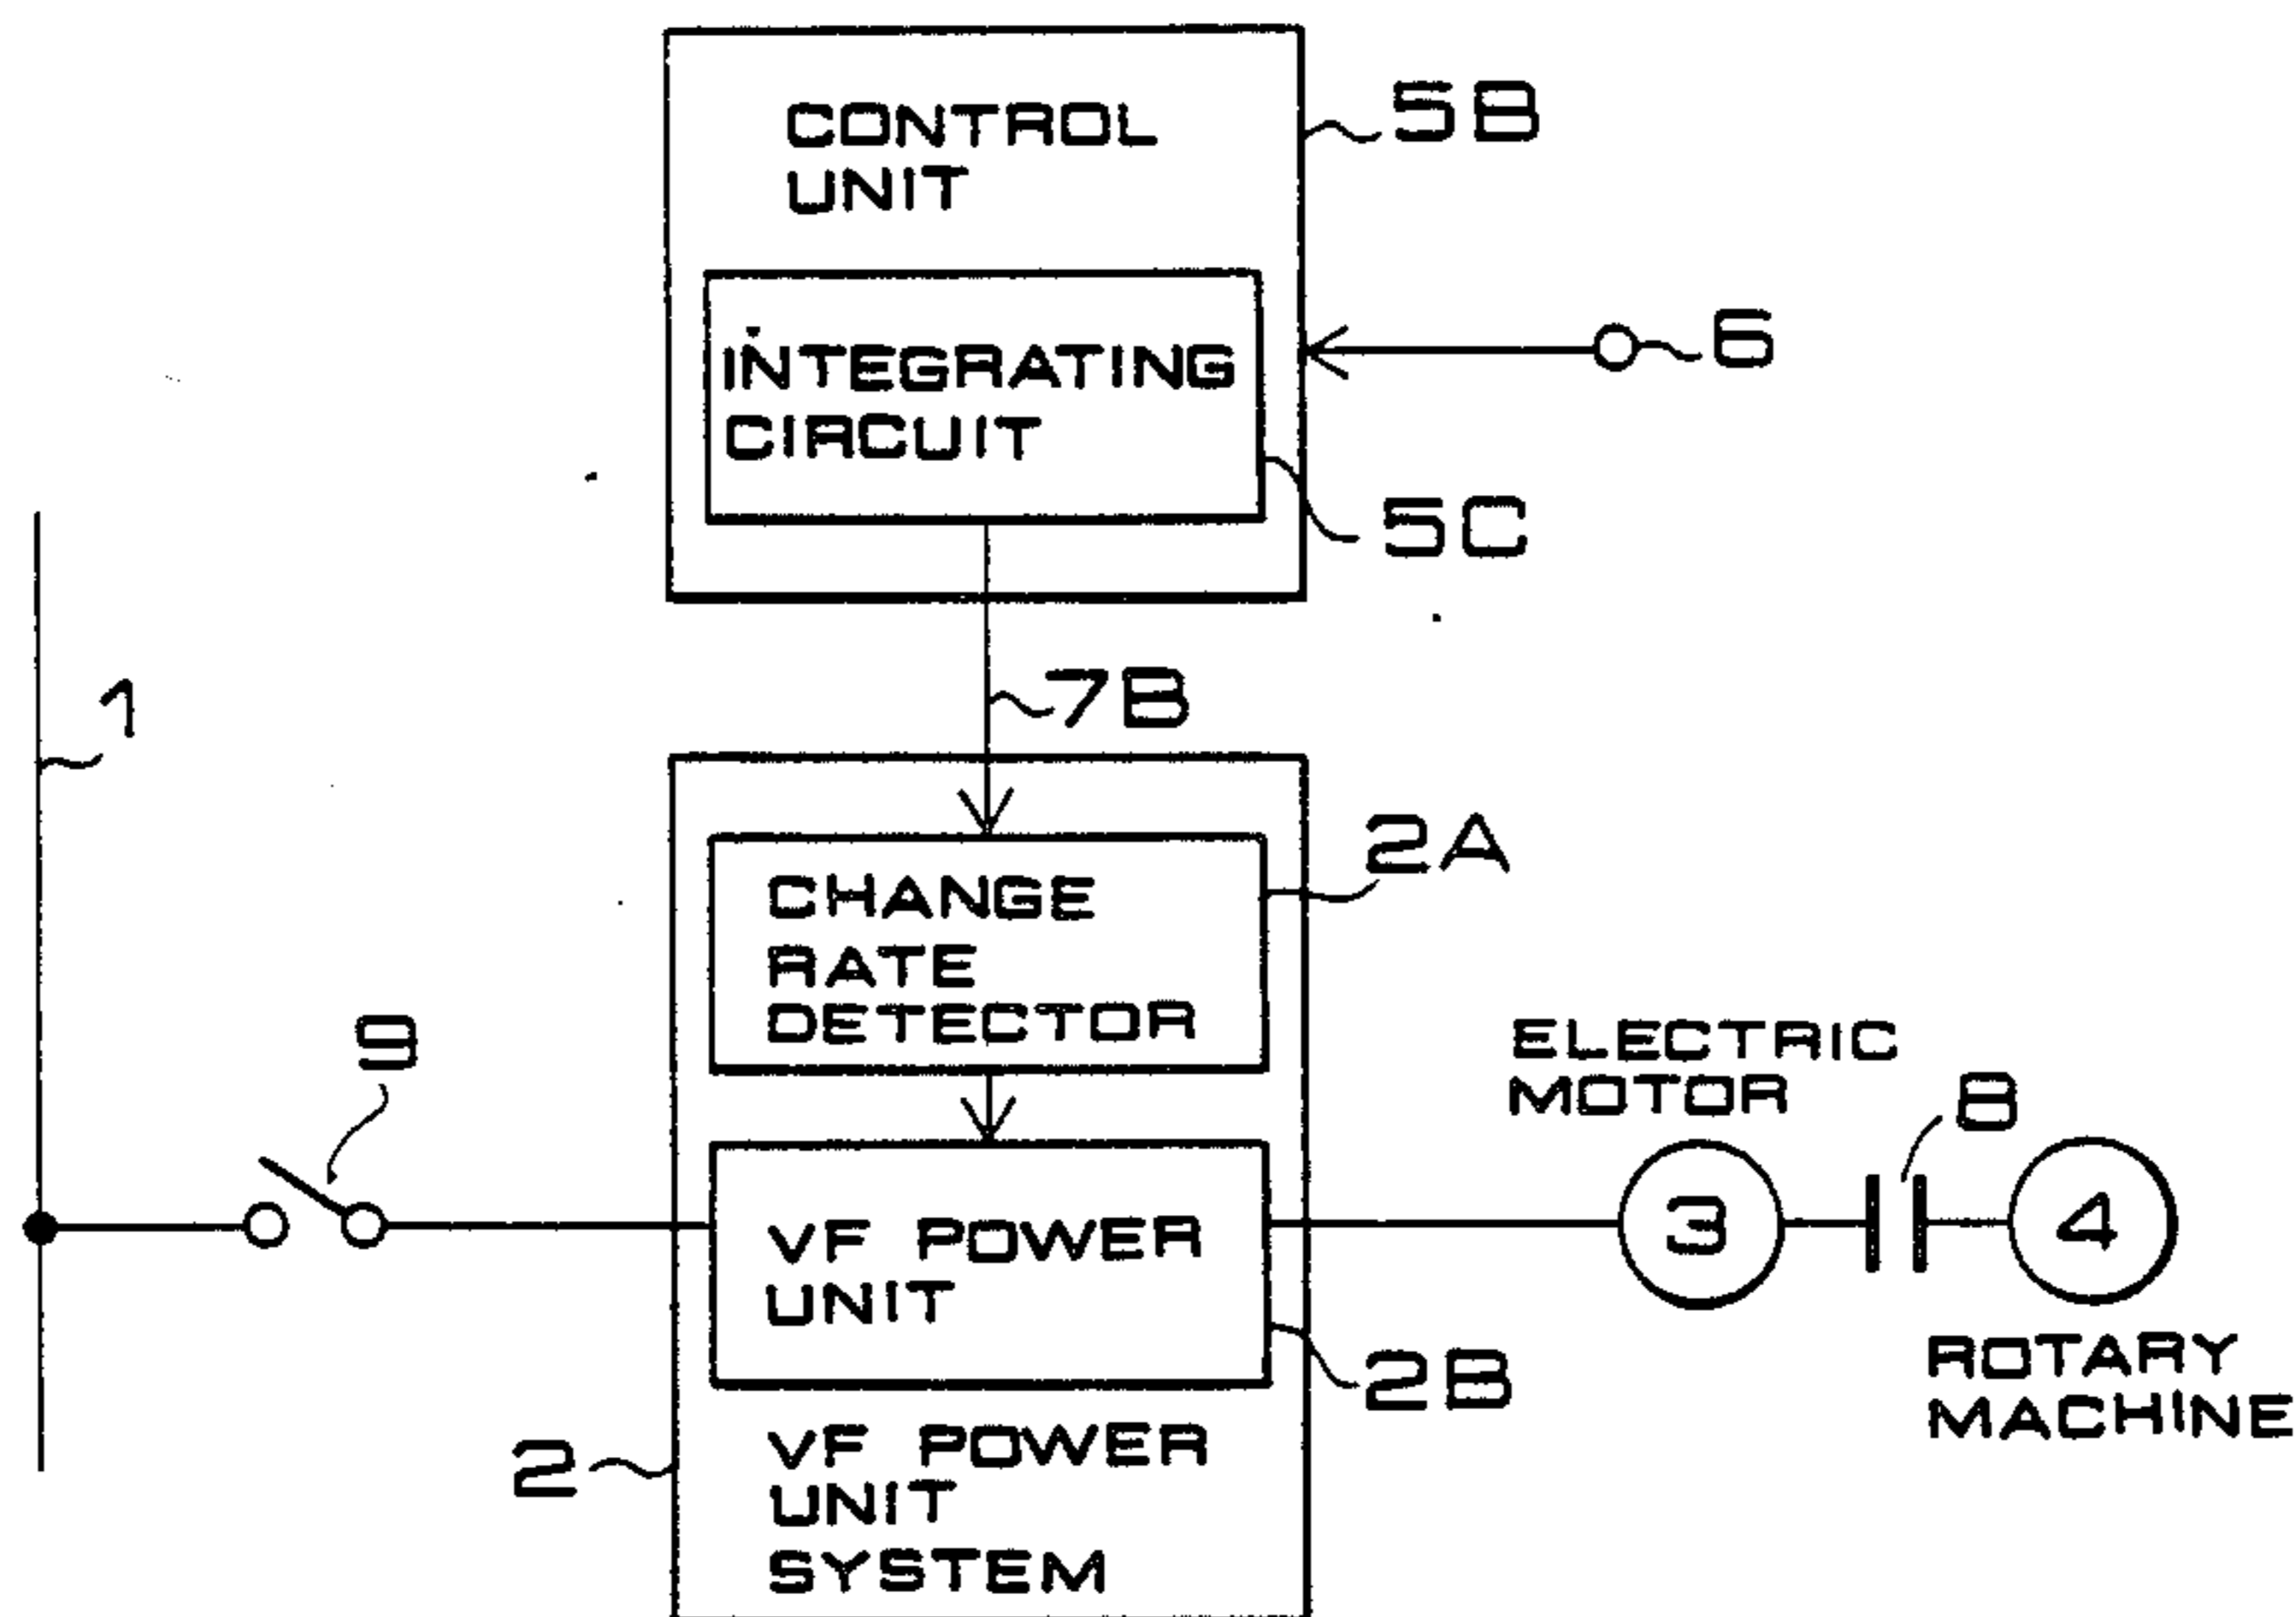 CONTROL
UNIT
5B
INTEGRATING
CIRCUIT
6
5C
1
7B
2A
CHANGE
RATE
DETECTOR
9
ELECTRIC
MOTOR
8
3
4
VF POWER
UNIT
2B
ROTARY
MACHINE
2
VF POWER
UNIT
SYSTEM